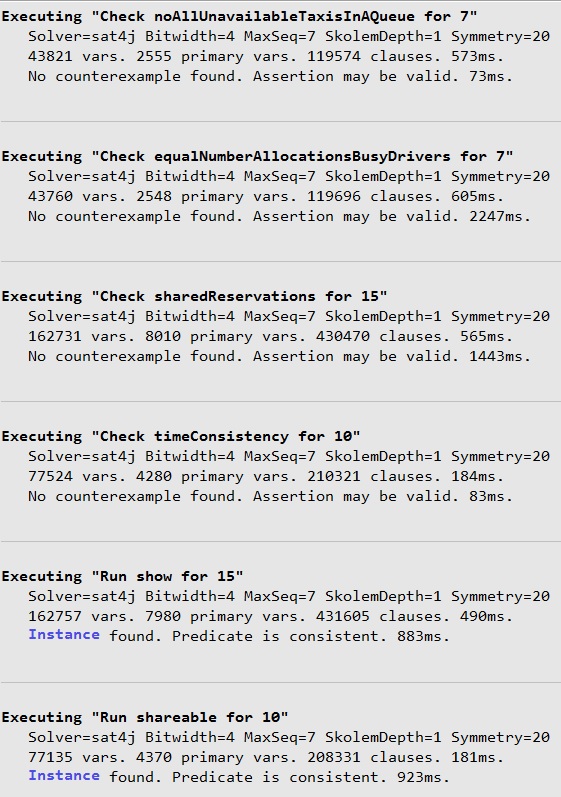 Executing "Check noAllUnavailableTaxisInAQueue for 7"
Solver=sat4j Bitwidth=4 MaxSeq=7 SkolemDepth=1 Symmetry=20
43821 vars. 2555 primary vars. 119574 clauses. 573ms.
No counterexample found. Assertion may be valid. 73ms.
Executing "Check equalNumberAllocationsBusyDrivers for 7"
Solver=sat4j Bitwidth=4 MaxSeq=7 SkolemDepth=1 Symmetry=20
43760 vars. 2548 primary vars. 119696 clauses. 605ms.
No counterexample found. Assertion may be valid. 2247ms.
Executing "Check sharedReservations for 15"
Solver=sat4j Bitwidth=4 MaxSeq=7 SkolemDepth=1 Symmetry=20
162731 vars. 8010 primary vars. 430470 clauses. 565ms.
No counterexample found. Assertion may be valid. 1443ms.
Executing "Check timeConsistency for 10"
Solver=sat4j Bitwidth=4 MaxSeq=7 SkolemDepth=1 Symmetry=20
77524 vars. 4280 primary vars. 210321 clauses. 184ms.
No counterexample found. Assertion may be valid. 83ms.
Executing "Run show for 15"
Solver=sat4j Bitwidth=4 MaxSeq=7 SkolemDepth=1 Symmetry=20
162757 vars. 7980 primary vars. 431605 clauses. 490ms.
Instance found. Predicate is consistent. 883ms.
Executing "Run shareable for 10"
Solver=sat4j Bitwidth=4 MaxSeq=7 SkolemDepth=1 Symmetry=20
77135 vars. 4370 primary vars. 208331 clauses. 181ms.
Instance found. Predicate is consistent. 923ms.